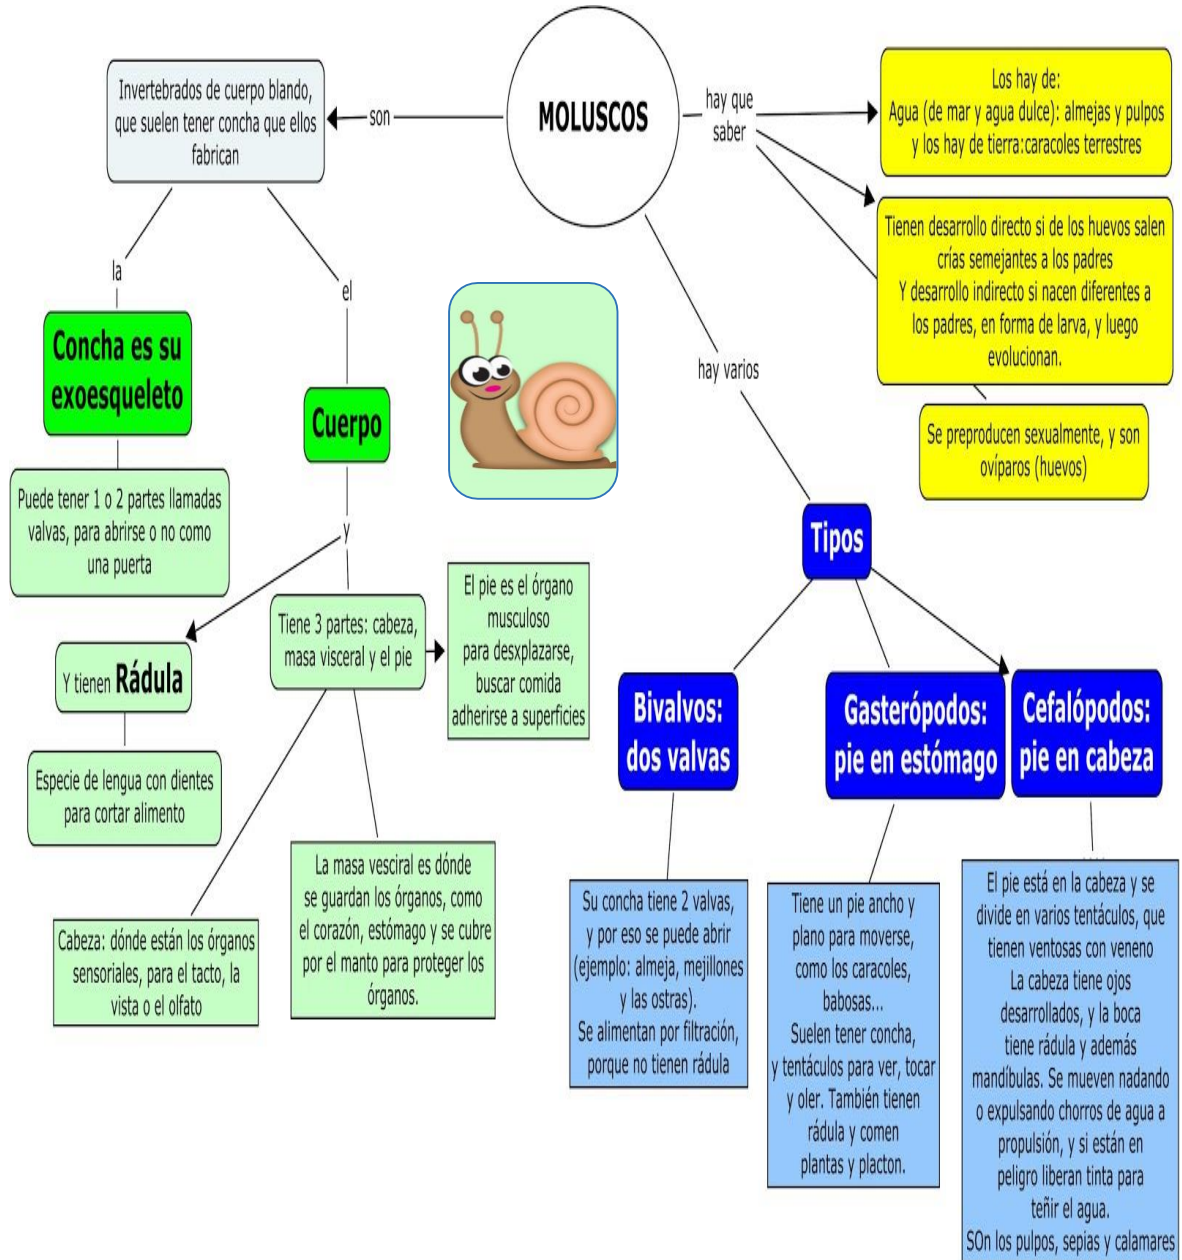 MOLUSCOS
son
Invertebrados de cuerpo blando,
que suelen tener concha que ellos
fabrican
la
Concha es su
exoesqueleto
Puede tener 1 o 2 partes llamadas
valvas, para abrirse o no como
una puerta
el
Cuerpo
y
Y tienen Rádula
Especie de lengua con dientes
para cortar alimento
Tiene 3 partes: cabeza,
masa visceral y el pie
El pie es el órgano
musculoso
para desxplazarse,
buscar comida
adherirse a superficies
Cabeza: dónde están los órganos
sensoriales, para el tacto, la
vista o el olfato
La masa vesciral es dónde
se guardan los órganos, como
el corazón, estómago y se cubre
por el manto para proteger los
órganos.
hay que
saber
Los hay de:
Agua (de mar y agua dulce): almejas y pulpos
y los hay de tierra:caracoles terrestres
Tienen desarrollo directo si de los huevos salen
crías semejantes a los padres
Y desarrollo indirecto si nacen diferentes a
los padres, en forma de larva, y luego
evolucionan.
Se preproducen sexualmente, y son
ovíparos (huevos)
hay varios
Tipos
Bivalvos:
dos valvas
Su concha tiene 2 valvas,
y por eso se puede abrir
(ejemplo: almeja, mejillones
y las ostras).
Se alimentan por filtración,
porque no tienen rádula
Gasterópodos:
pie en estómago
Tiene un pie ancho y
plano para moverse,
como los caracoles,
babosas...
Suelen tener concha,
y tentáculos para ver, tocar
y oler. También tienen
rádula y comen
plantas y placton.
Cefalópodos:
pie en cabeza
El pie está en la cabeza y se
divide en varios tentáculos, que
tienen ventosas con veneno
La cabeza tiene ojos
desarrollados, y la boca
tiene rádula y además
mandíbulas. Se mueven nadando
o expulsando chorros de agua a
propulsión, y si están en
peligro liberan tinta para
teñir el agua.
SOn los pulpos, sepias y calamares